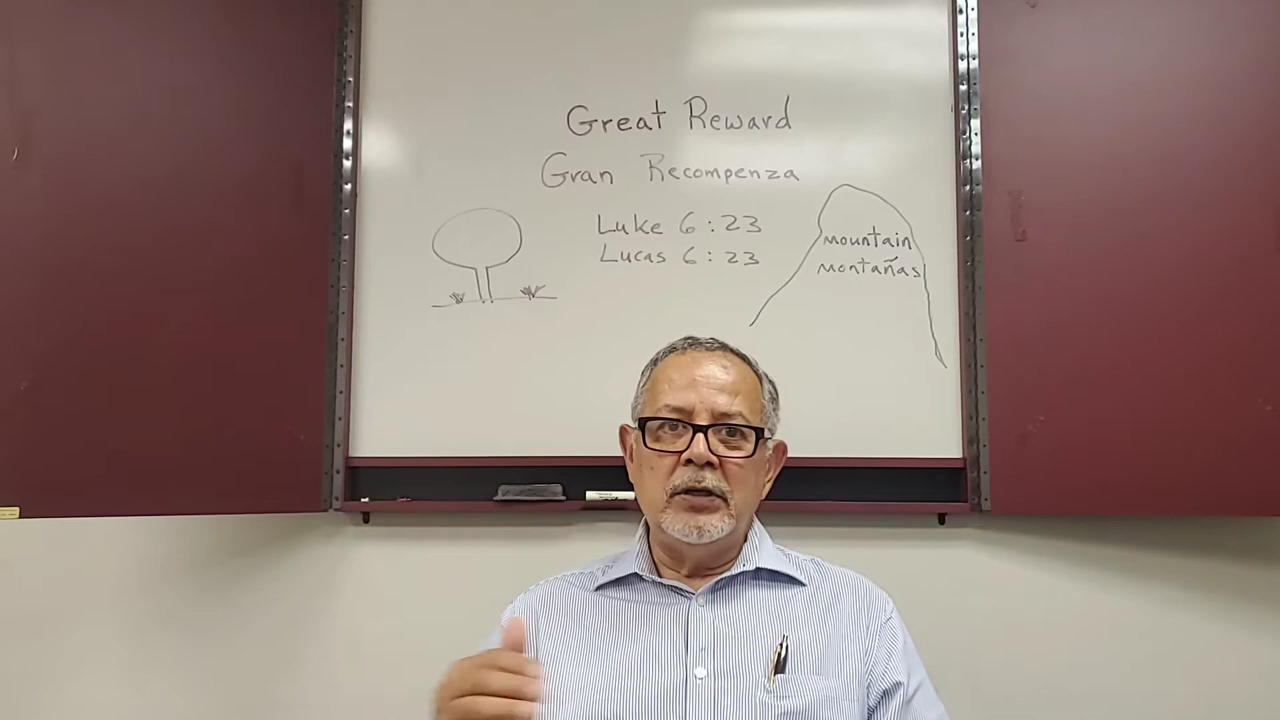 Great Reward
Gran Recompenza
Luke 6:23
Lucas 6:23
mountain
montañas